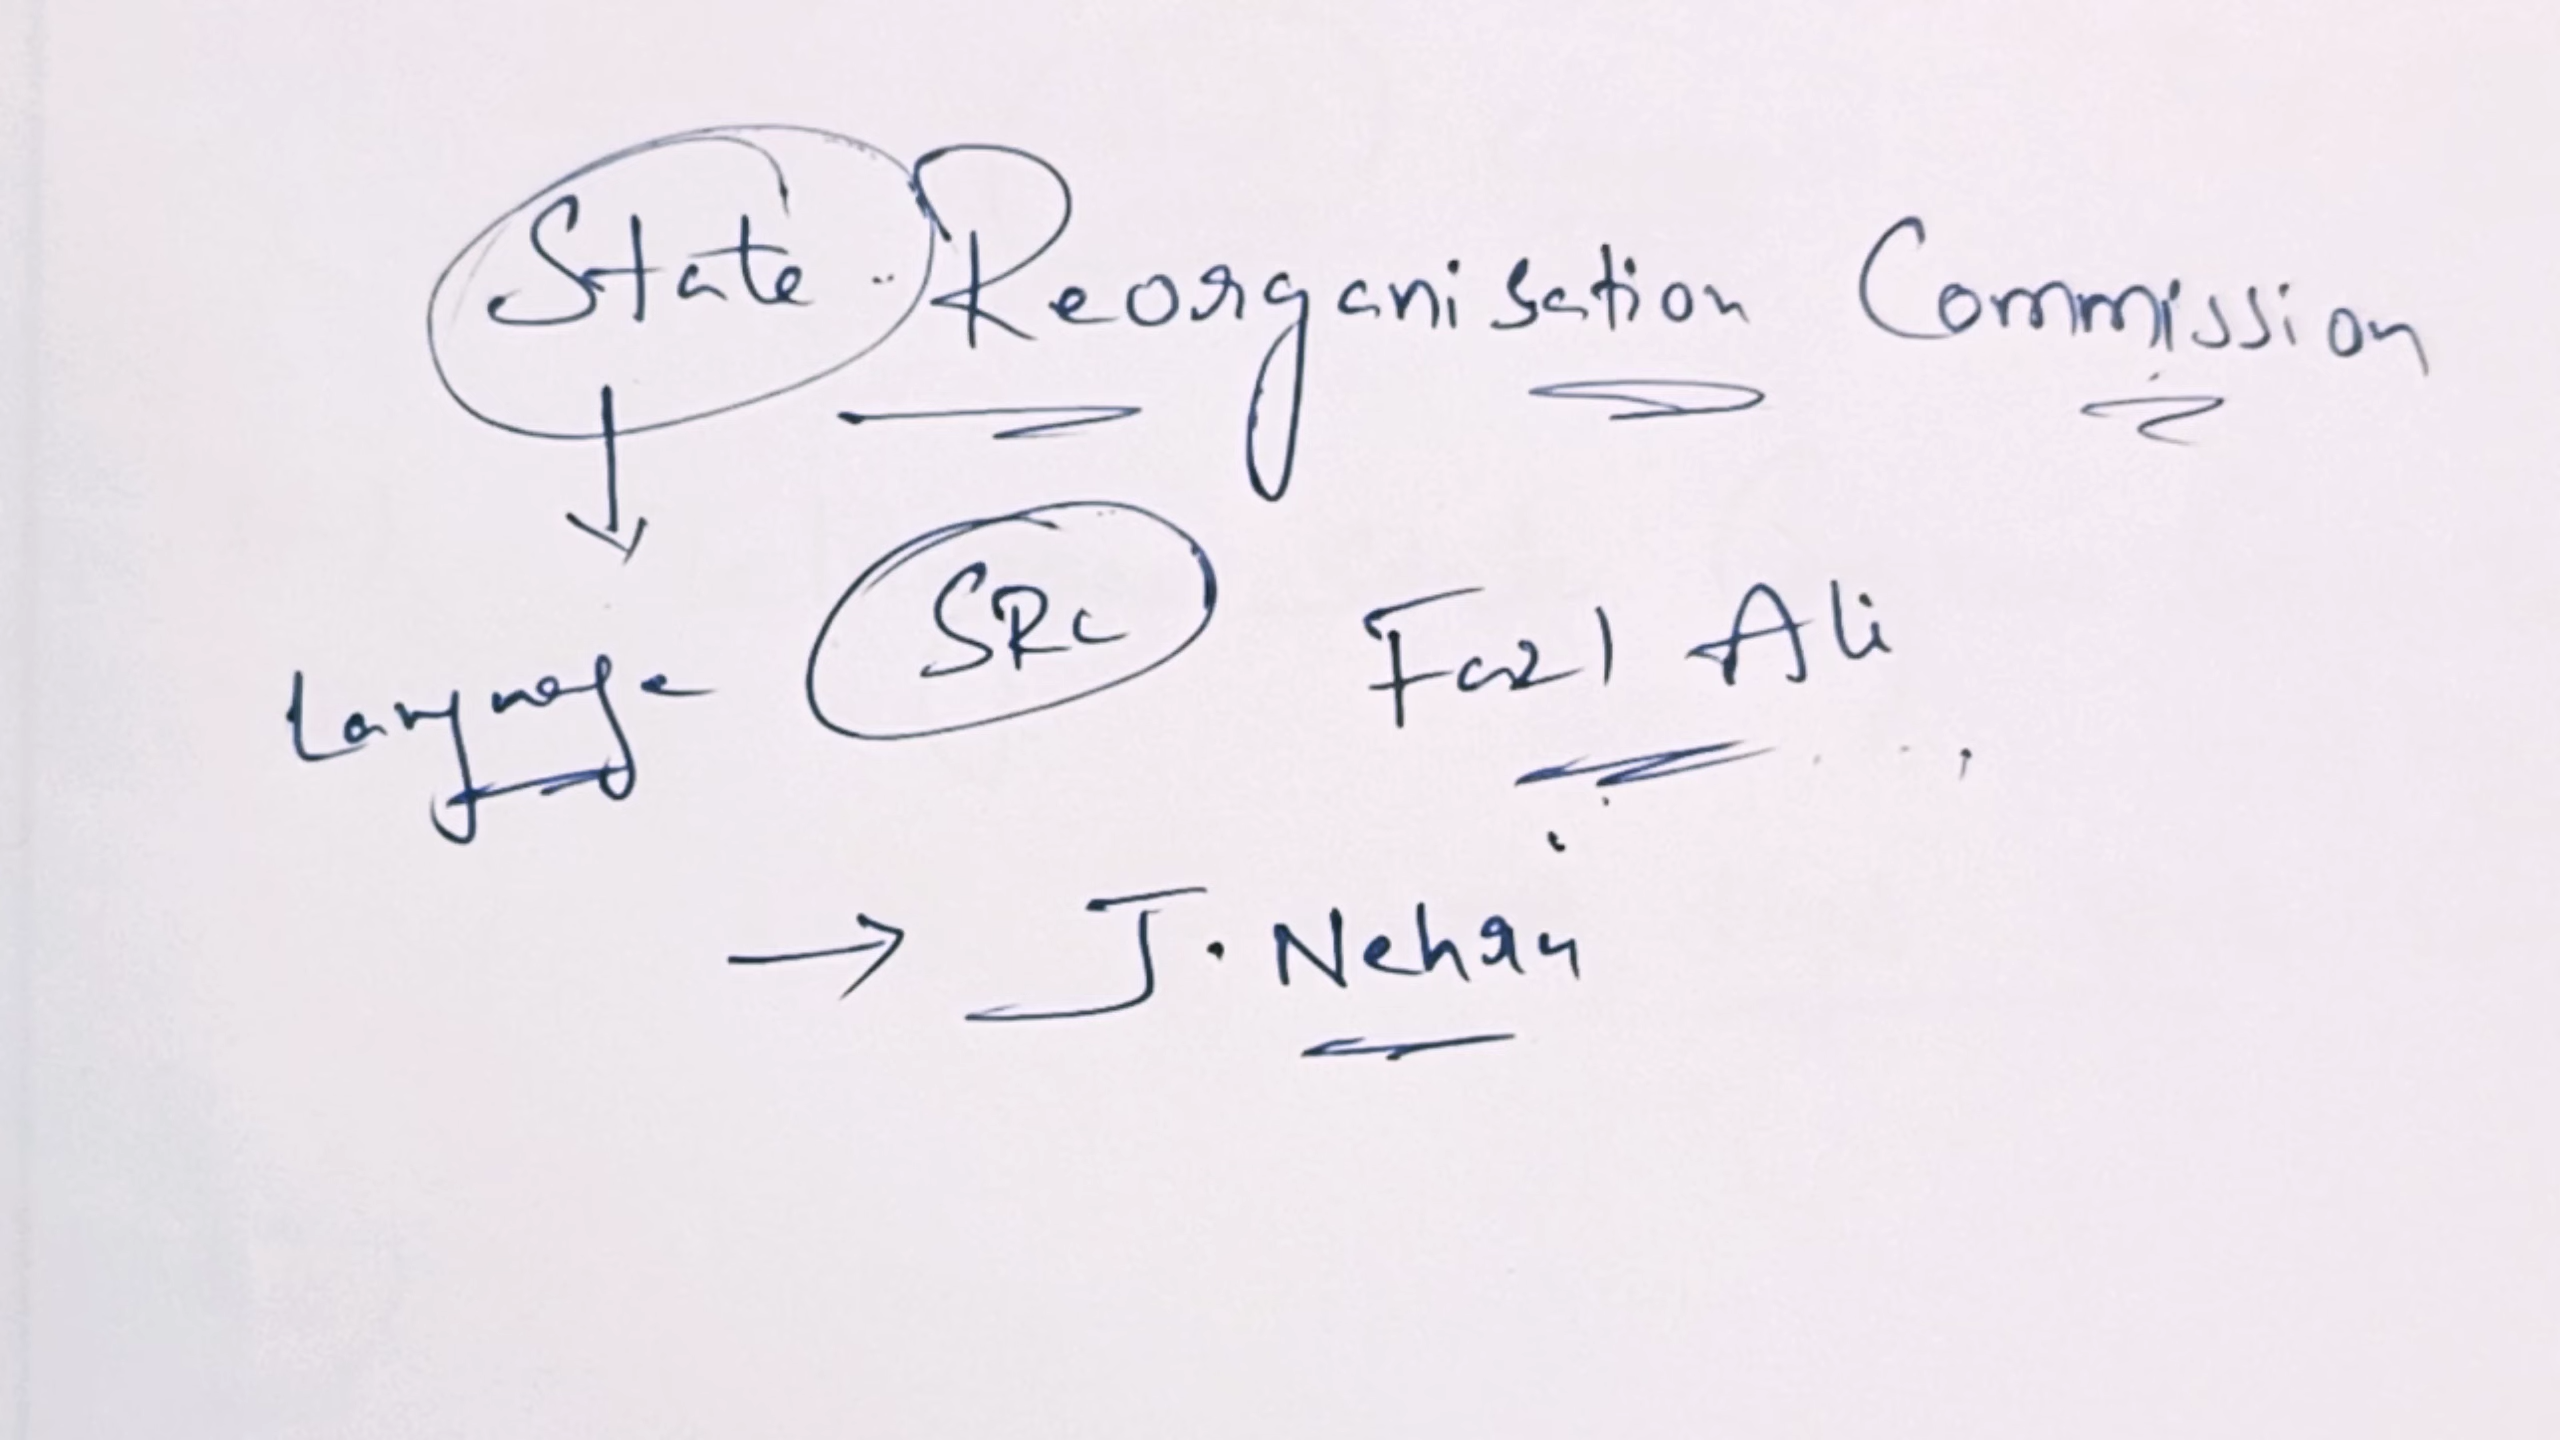 State Reorganisation Commission
Language SRC Fazl Ali
→ J. Nehru